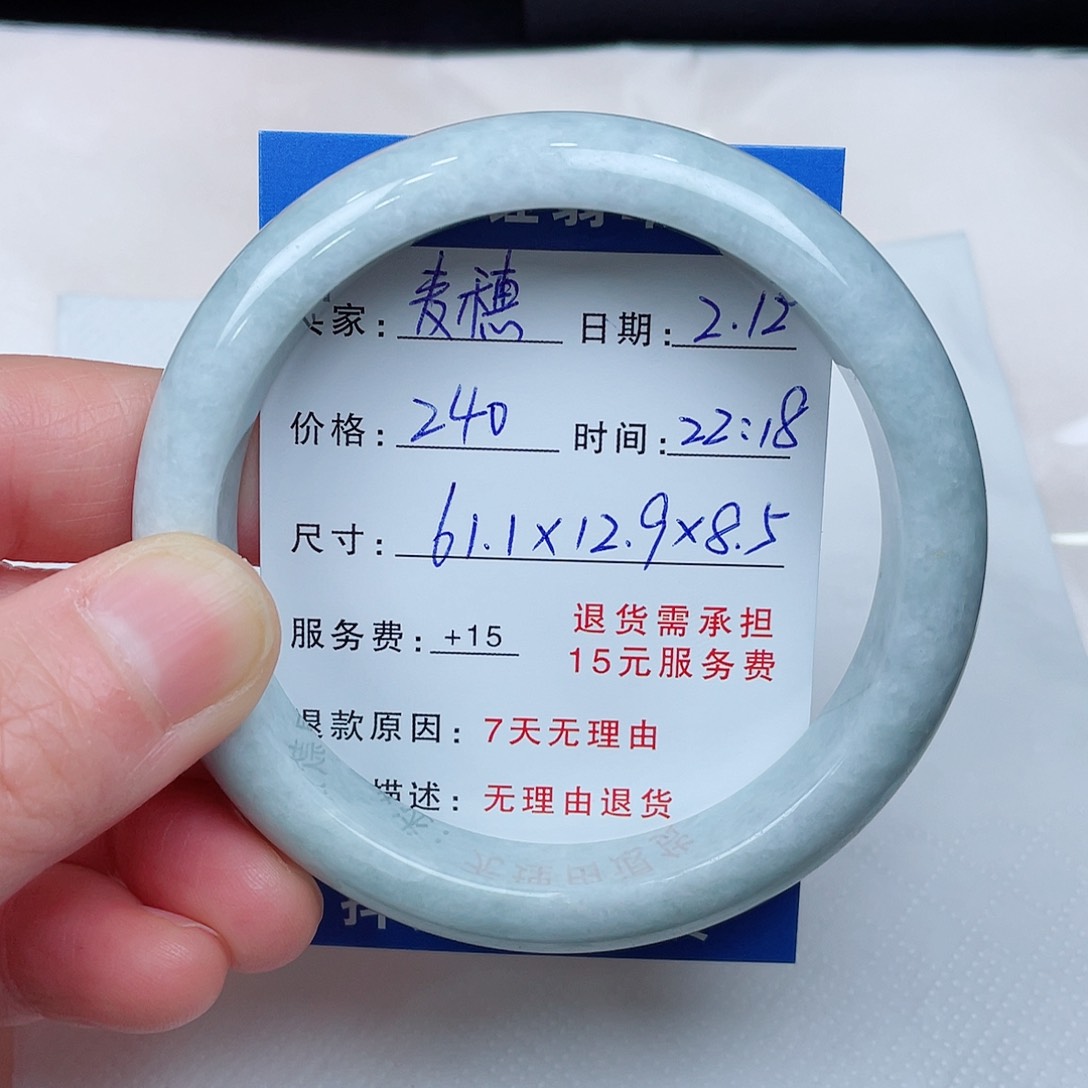 家: 麦穗 日期: 2.12
价格: 240 时间: 22:18
尺寸: 61.1×12.9×8.5
服务费: +15 退货需承担
15元服务费
退款原因: 7天无理由
描述: 无理由退货